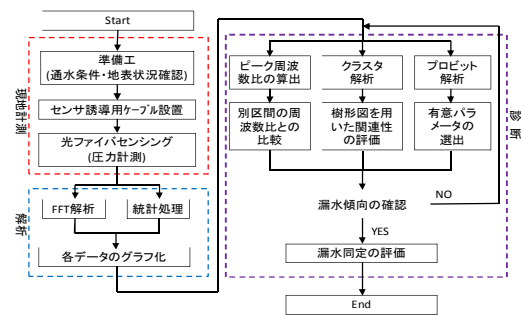 Start
現地計測
準備工
(通水条件・地表状況確認)
センサ誘導用ケーブル設置
光ファイバセンシング
(圧力計測)
解析
FFT解析
統計処理
各データのグラフ化
診断
ピーク周波
数比の算出
クラスタ
解析
プロビット
解析
別区間の周
波数比との
比較
樹形図を用
いた関連性
の評価
有意パラ
メータの
選出
漏水傾向の確認
NO
YES
漏水同定の評価
End